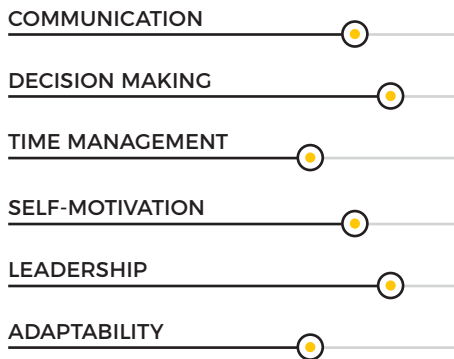 COMMUNICATION
DECISION MAKING
TIME MANAGEMENT
SELF-MOTIVATION
LEADERSHIP
ADAPTABILITY